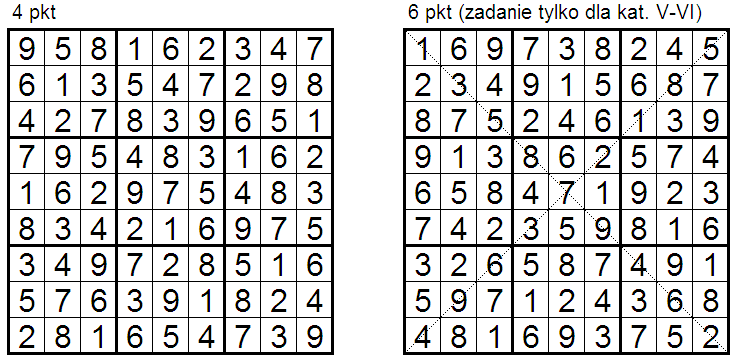 4 pkt
9 5 8 1 6 2 3 4 7
6 1 3 5 4 7 2 9 8
4 2 7 8 3 9 6 5 1
7 9 5 4 8 3 1 6 2
1 6 2 9 7 5 4 8 3
8 3 4 2 1 6 9 7 5
3 4 9 7 2 8 5 1 6
5 7 6 3 9 1 8 2 4
2 8 1 6 5 4 7 3 9
6 pkt (zadanie tylko dla kat. V-VI)
1 6 9 7 3 8 2 4 5
2 3 4 9 1 5 6 8 7
8 7 5 2 4 6 1 3 9
9 1 3 8 6 2 5 7 4
6 5 8 4 7 1 9 2 3
7 4 2 3 5 9 8 1 6
3 2 6 5 8 7 4 9 1
5 9 7 1 2 4 3 6 8
4 8 1 6 9 3 7 5 2